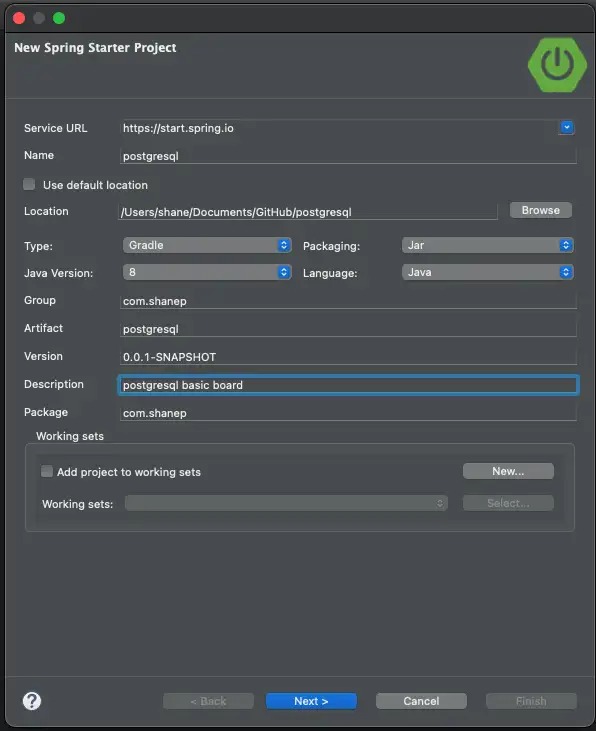 New Spring Starter Project
Service URL https://start.spring.io
Name postgresql
Use default location
Location /Users/shane/Documents/GitHub/postgresql Browse
Type: Gradle Packaging: Jar
Java Version: 8 Language: Java
Group com.shanep
Artifact postgresql
Version 0.0.1-SNAPSHOT
Description postgresql basic board
Package com.shanep
Working sets
Add project to working sets New...
Working sets: Select...
? < Back Next > Cancel Finish